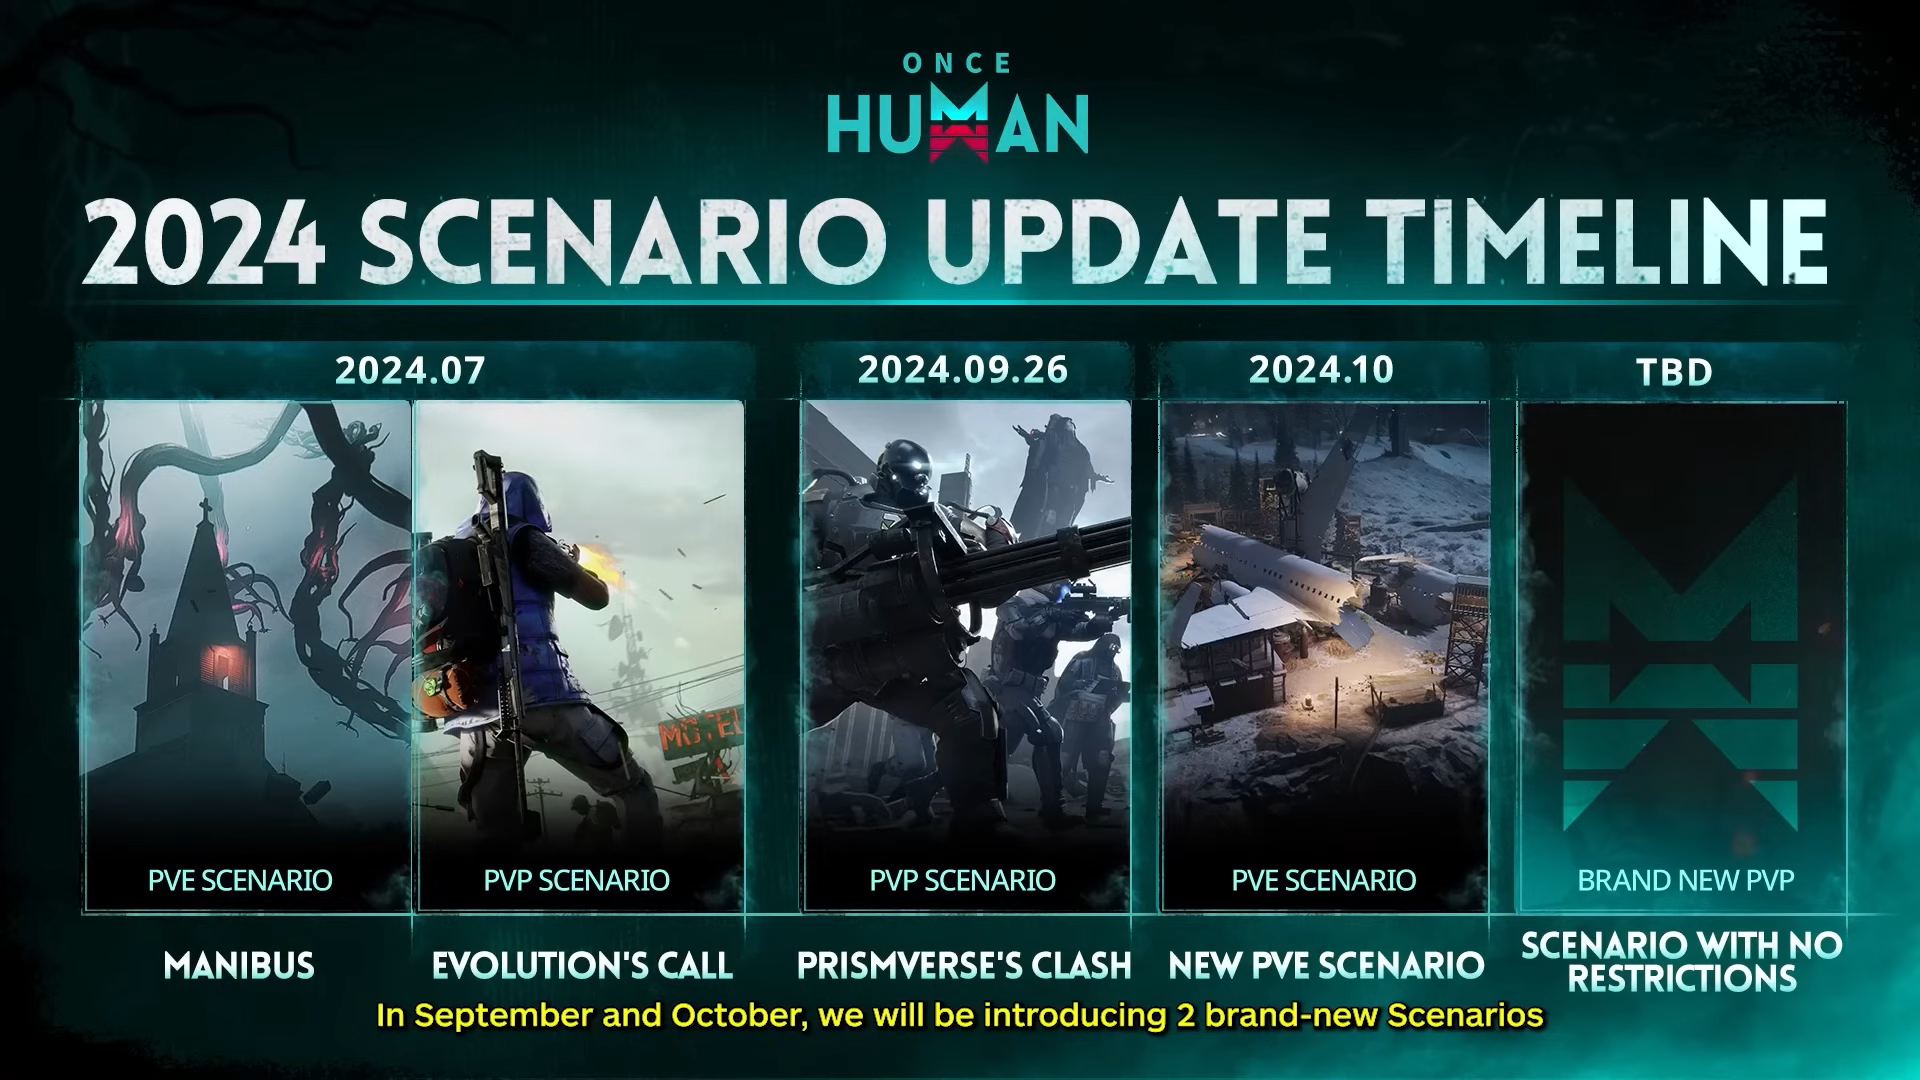 ONCE
HUMAN
2024 SCENARIO UPDATE TIMELINE
2024.07
2024.09.26
2024.10
TBD
MOTEL
PVE SCENARIO
PVP SCENARIO
PVP SCENARIO
PVE SCENARIO
BRAND NEW PVP
MANIBUS
EVOLUTION'S CALL
PRISMVERSE'S CLASH
NEW PVE SCENARIO
SCENARIO WITH NO
RESTRICTIONS
In September and October, we will be introducing 2 brand-new Scenarios